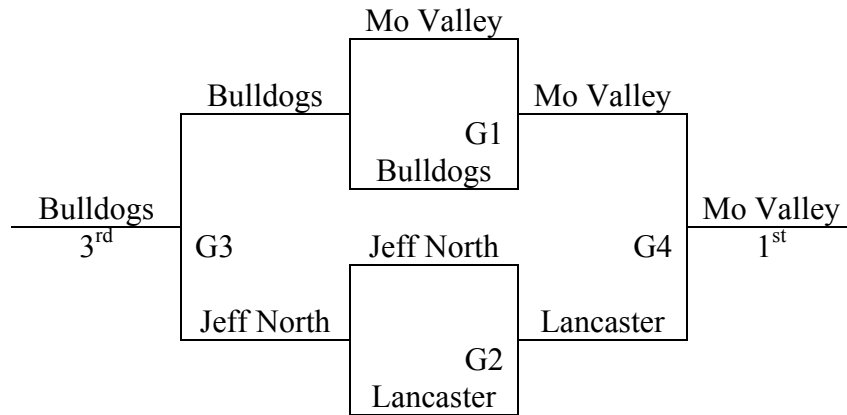 Mo Valley
Bulldogs
Mo Valley
G1
Bulldogs
Bulldogs
3rd
G3
Jeff North
G4
Mo Valley
1st
Jeff North
Lancaster
G2
Lancaster